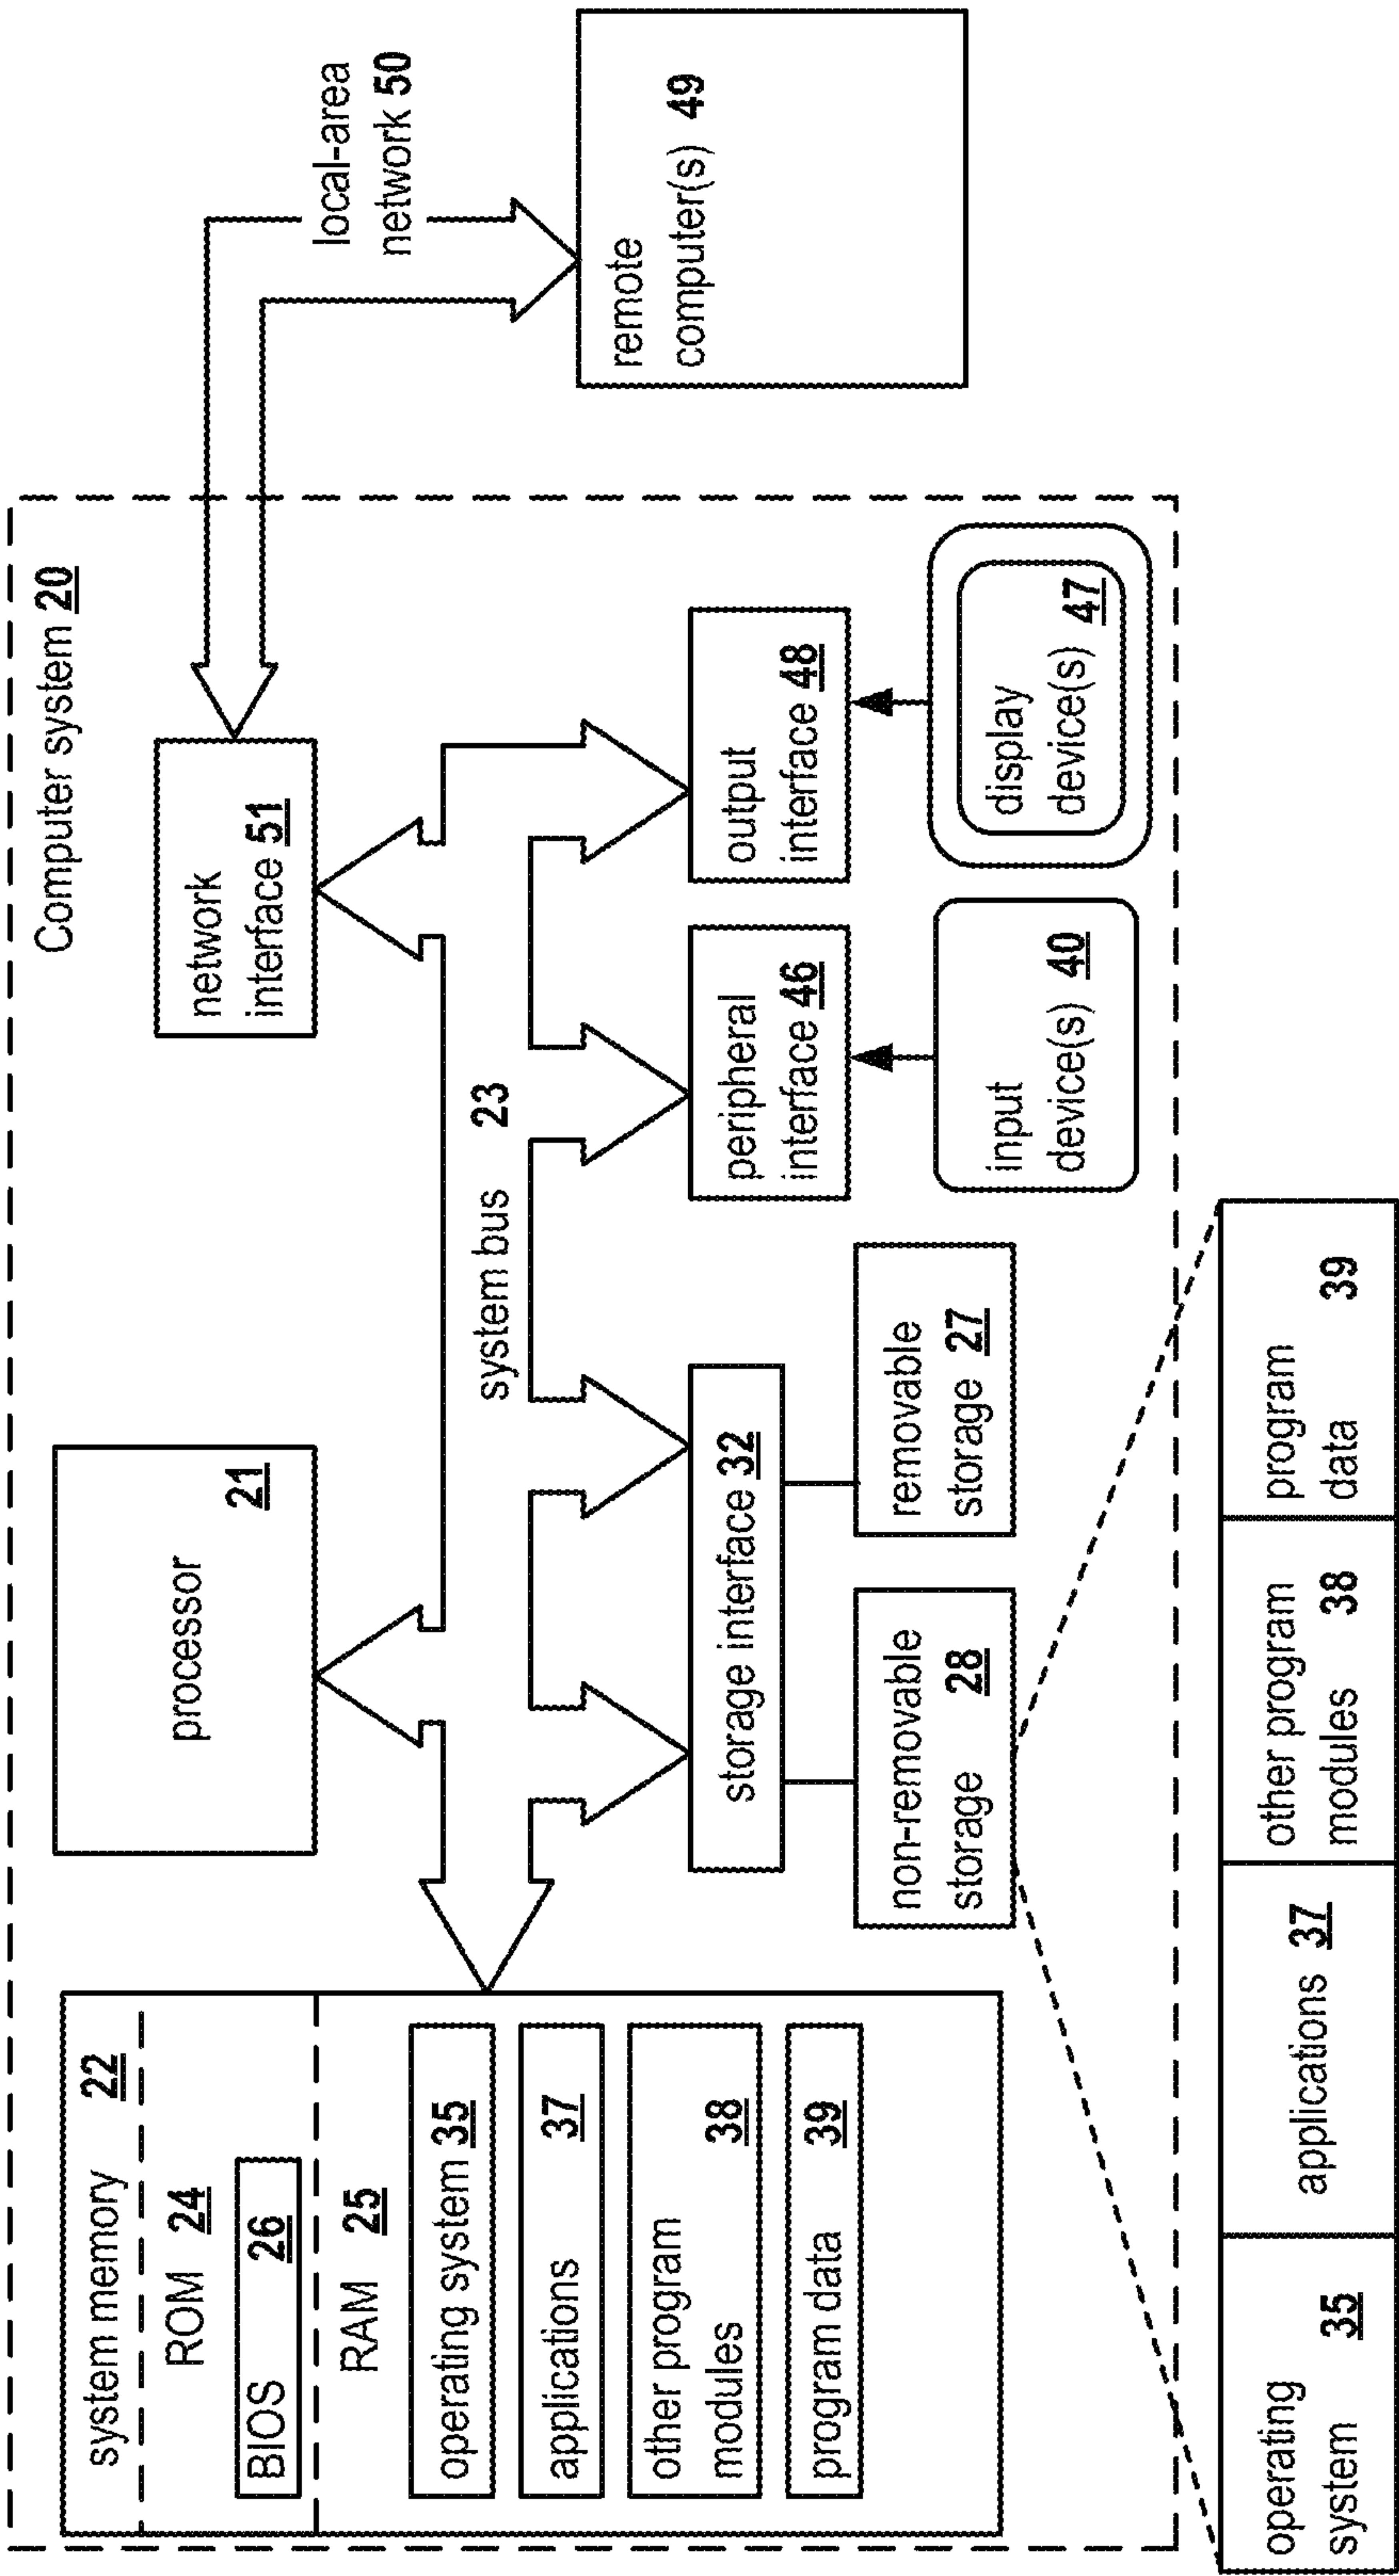 Computer system 20
system memory 22
ROM 24
BIOS 26
RAM 25
operating system 35
applications 37
other program
modules 38
program data 39
processor 21
network
interface 51
local-area
network 50
system bus 23
storage interface 32
non-removable
storage 28
removable
storage 27
peripheral
interface 46
output
interface 48
input
device(s) 40
display
device(s) 47
remote
computer(s) 49
operating
system 35
applications 37
other program
modules 38
program
data 39